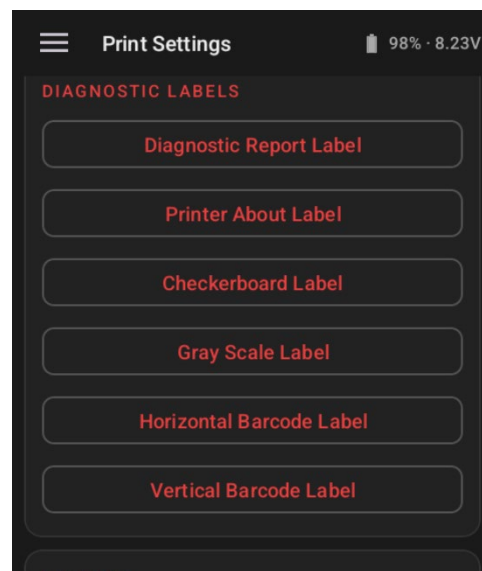 Print Settings
98% · 8.23V
DIAGNOSTIC LABELS
Diagnostic Report Label
Printer About Label
Checkerboard Label
Gray Scale Label
Horizontal Barcode Label
Vertical Barcode Label